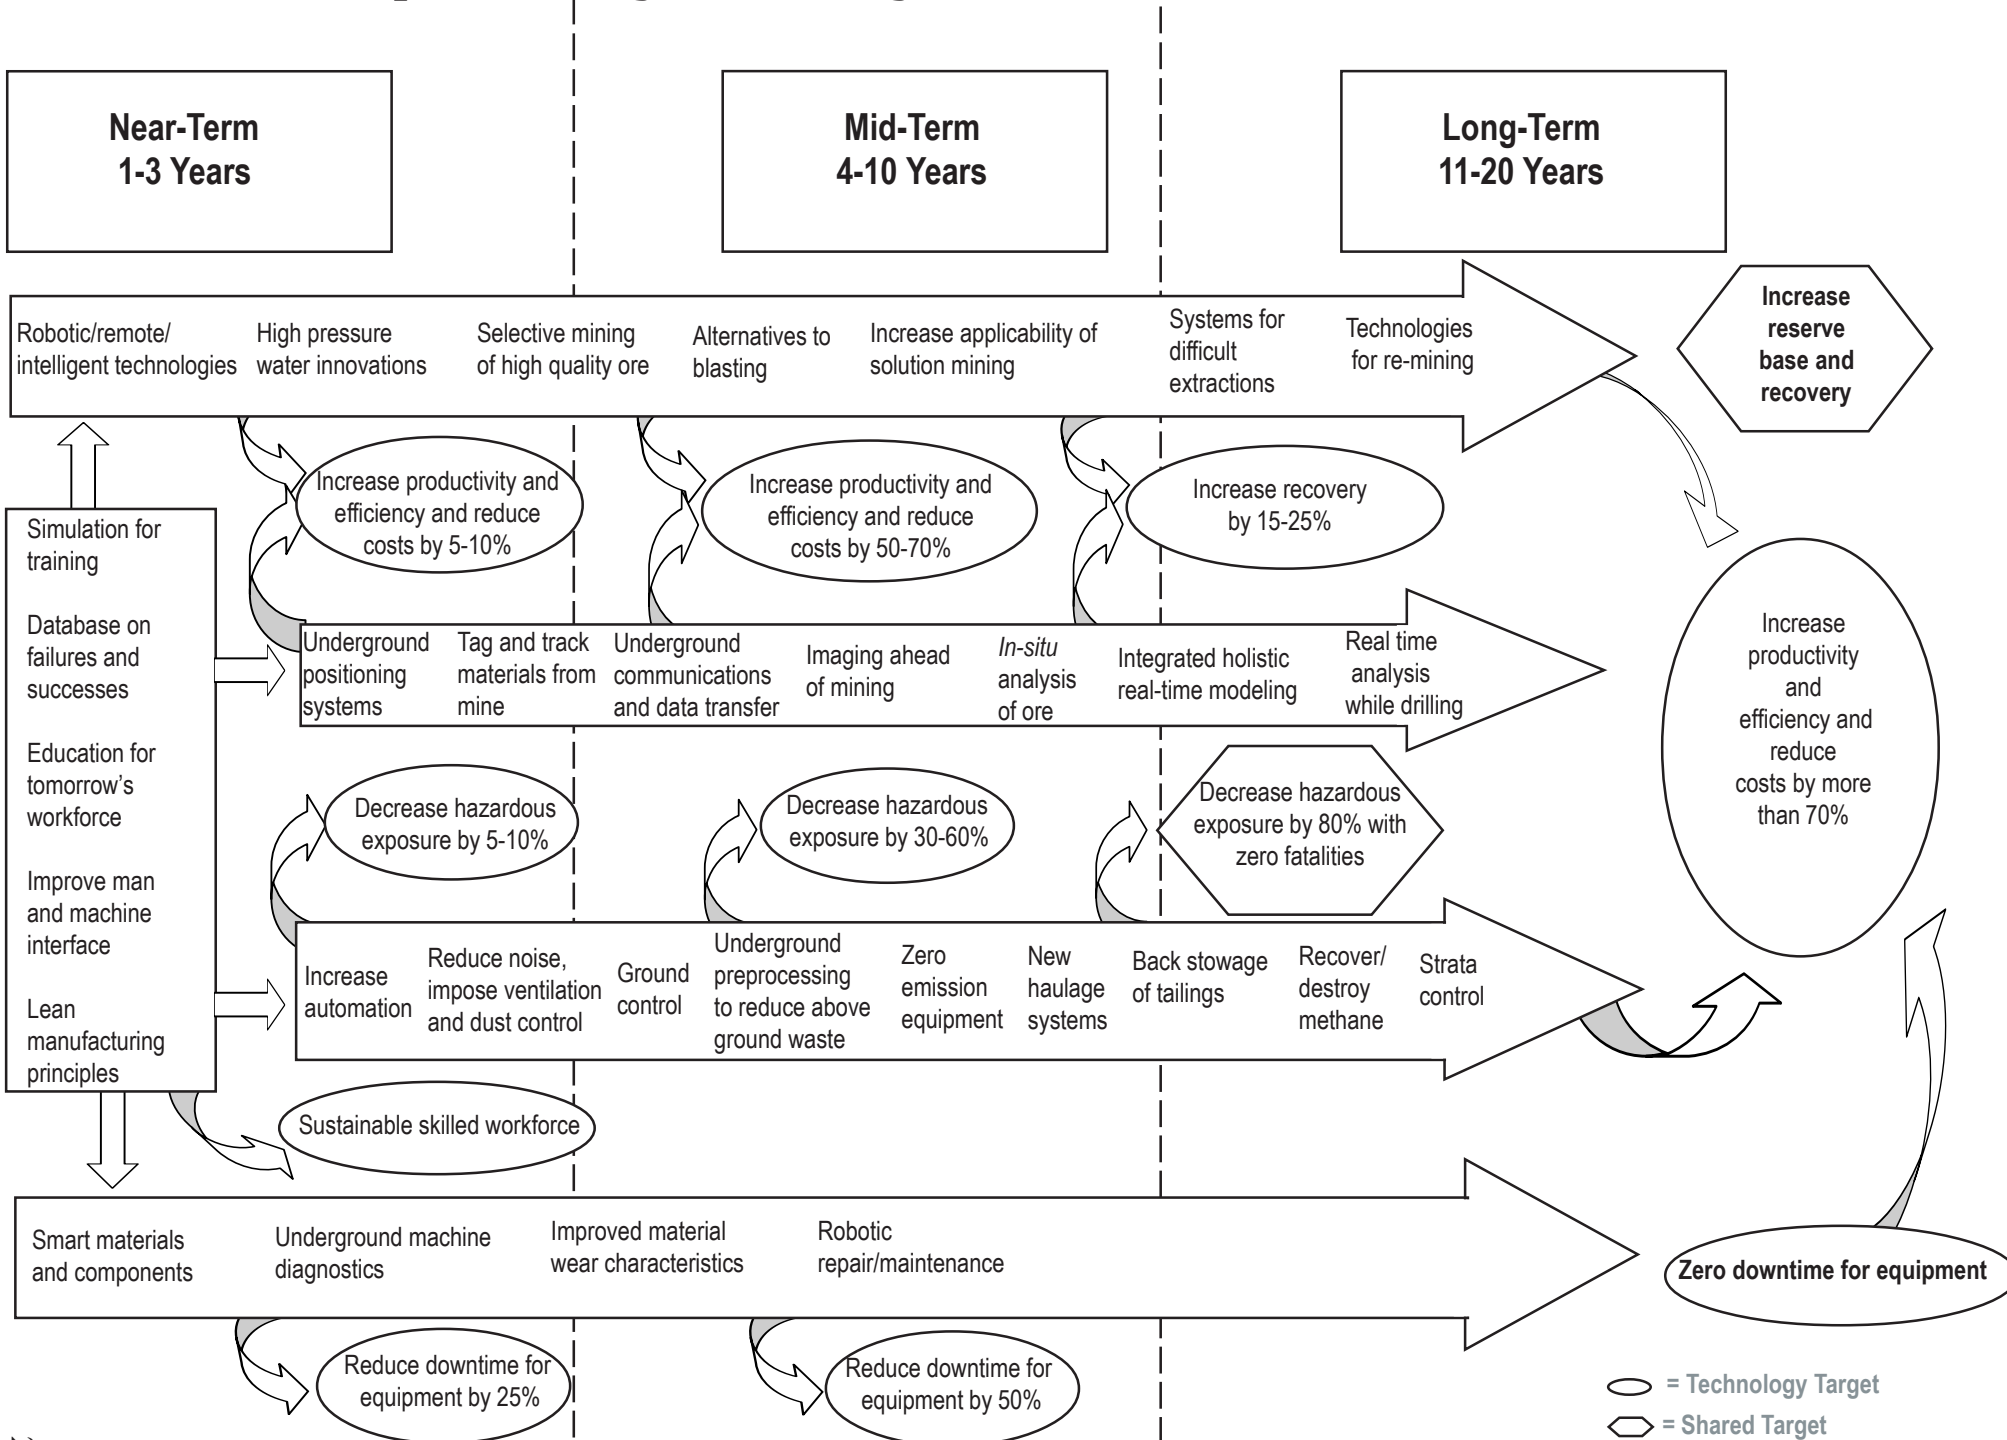 Near-Term
1-3 Years
Mid-Term
4-10 Years
Long-Term
11-20 Years
Robotic/remote/
intelligent technologies
High pressure
water innovations
Selective mining
of high quality ore
Alternatives to
blasting
Increase applicability of
solution mining
Systems for
difficult
extractions
Technologies
for re-mining
Increase
reserve
base and
recovery
Increase productivity and
efficiency and reduce
costs by 5-10%
Increase productivity and
efficiency and reduce
costs by 50-70%
Increase recovery
by 15-25%
Simulation for
training
Database on
failures and
successes
Education for
tomorrow's
workforce
Improve man
and machine
interface
Lean
manufacturing
principles
Underground
positioning
systems
Tag and track
materials from
mine
Underground
communications
and data transfer
Imaging ahead
of mining
In-situ
analysis
of ore
Integrated holistic
real-time modeling
Real time
analysis
while drilling
Increase
productivity
and
efficiency and
reduce
costs by more
than 70%
Decrease hazardous
exposure by 5-10%
Decrease hazardous
exposure by 30-60%
Decrease hazardous
exposure by 80% with
zero fatalities
Increase
automation
Reduce noise,
impose ventilation
and dust control
Ground
control
Underground
preprocessing
to reduce above
ground waste
Zero
emission
equipment
New
haulage
systems
Back stowage
of tailings
Recover/
destroy
methane
Strata
control
Sustainable skilled workforce
Smart materials
and components
Underground machine
diagnostics
Improved material
wear characteristics
Robotic
repair/maintenance
Zero downtime for equipment
Reduce downtime for
equipment by 25%
Reduce downtime for
equipment by 50%
= Technology Target
= Shared Target